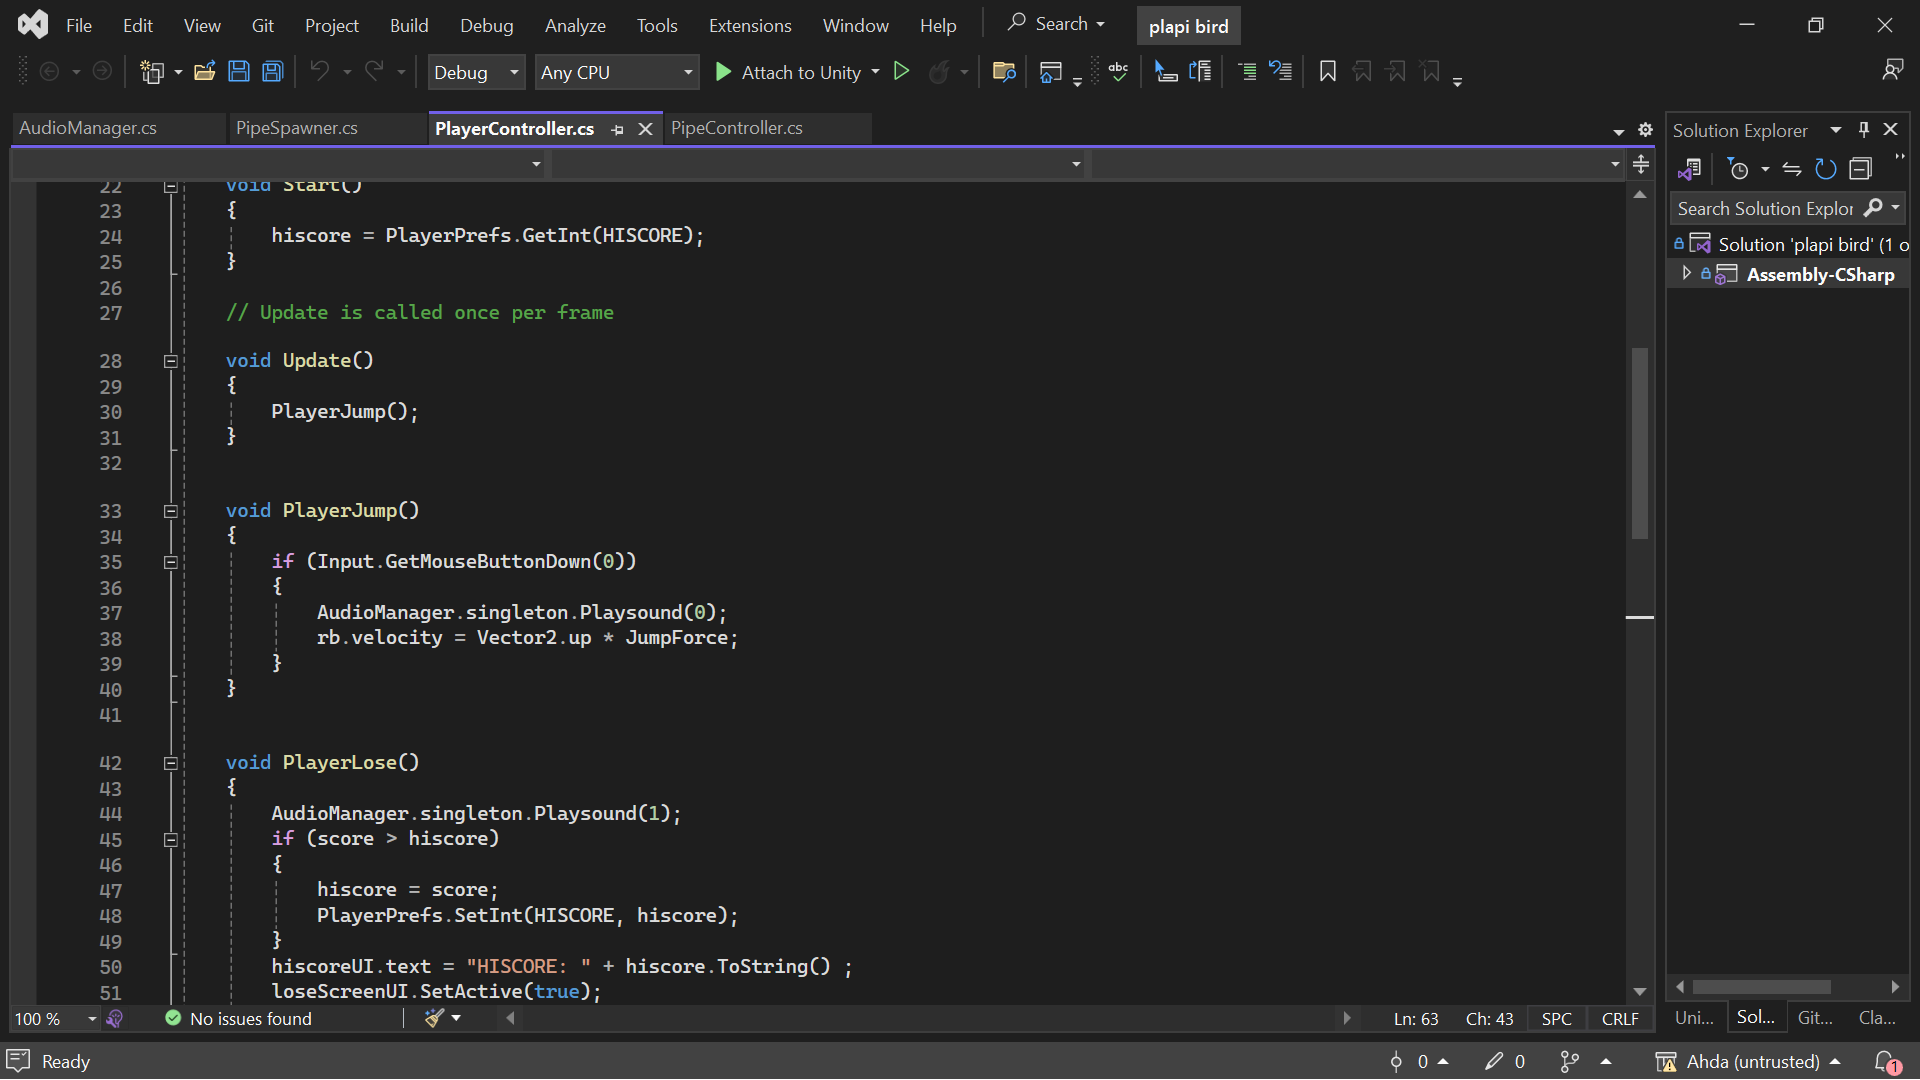 File Edit View Git Project Build Debug Analyze Tools Extensions Window Help Search plapi bird
Debug Any CPU Attach to Unity abc
AudioManager.cs PipeSpawner.cs PlayerController.cs PipeController.cs
Solution Explorer
Search Solution Explor
Solution 'plapi bird' (1 o
Assembly-CSharp
22 void Start()
23 {
24 hiscore = PlayerPrefs.GetInt(HISCORE);
25 }
26
27 // Update is called once per frame
28 void Update()
29 {
30 PlayerJump();
31 }
32
33 void PlayerJump()
34 {
35 if (Input.GetMouseButtonDown(0))
36 {
37 AudioManager.singleton.Playsound(0);
38 rb.velocity = Vector2.up * JumpForce;
39 }
40 }
41
42 void PlayerLose()
43 {
44 AudioManager.singleton.Playsound(1);
45 if (score > hiscore)
46 {
47 hiscore = score;
48 PlayerPrefs.SetInt(HISCORE, hiscore);
49 }
50 hiscoreUI.text = "HISCORE: " + hiscore.ToString() ;
51 loseScreenUI.SetActive(true);
100 % No issues found Ln: 63 Ch: 43 SPC CRLF
Uni... Sol... Git... Cla...
Ready 0 0 Ahda (untrusted) 1